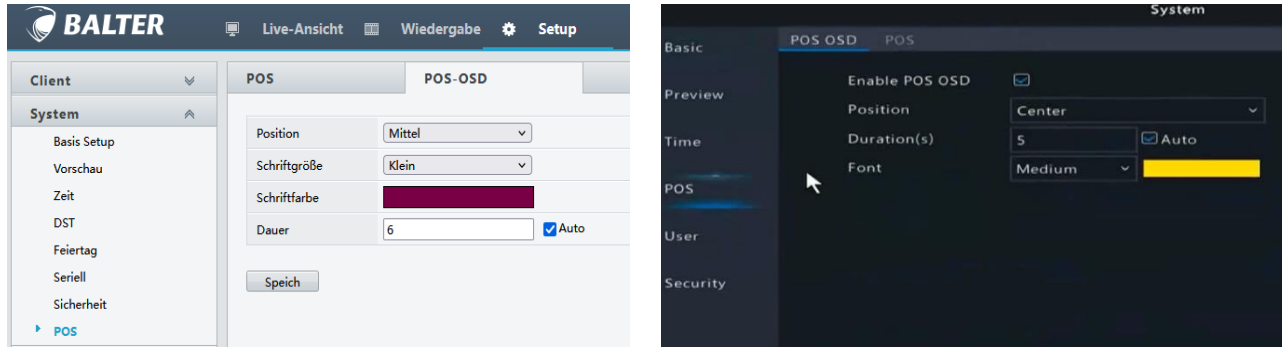 BALTER
Live-Ansicht Wiedergabe Setup
Client
System
Basis Setup
Vorschau
Zeit
DST
Feiertag
Seriell
Sicherheit
POS
POS POS-OSD
Position Mittel
Schriftgröße Klein
Schriftfarbe
Dauer 6 Auto
Speich
System
Basic
Preview
Time
POS
User
Security
POS OSD POS
Enable POS OSD
Position Center
Duration(s) 5 Auto
Font Medium